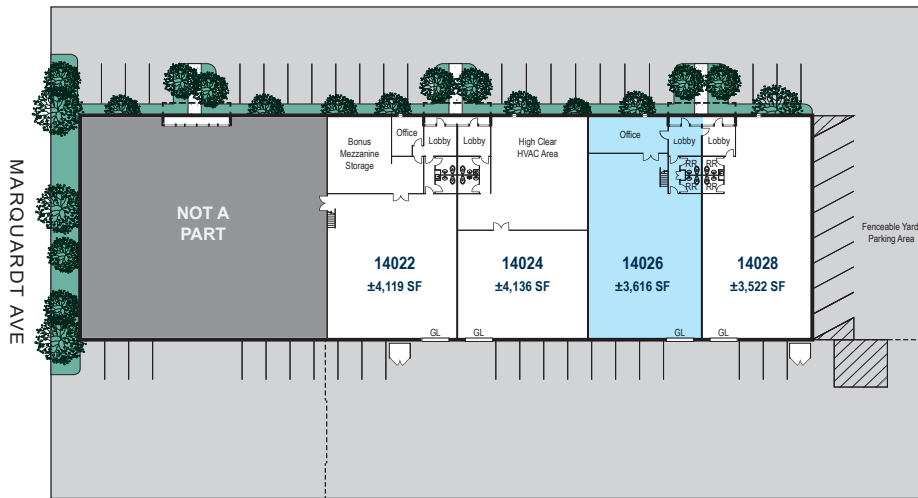 MARQUARDT AVE
NOT A
PART
Bonus
Mezzanine
Storage
Office
Lobby
Lobby
High Clear
HVAC Area
Office
Lobby
Lobby
RR
RR
RR
RR
14022
±4,119 SF
14024
±4,136 SF
14026
±3,616 SF
14028
±3,522 SF
GL
GL
GL
GL
Fenceable Yard
Parking Area